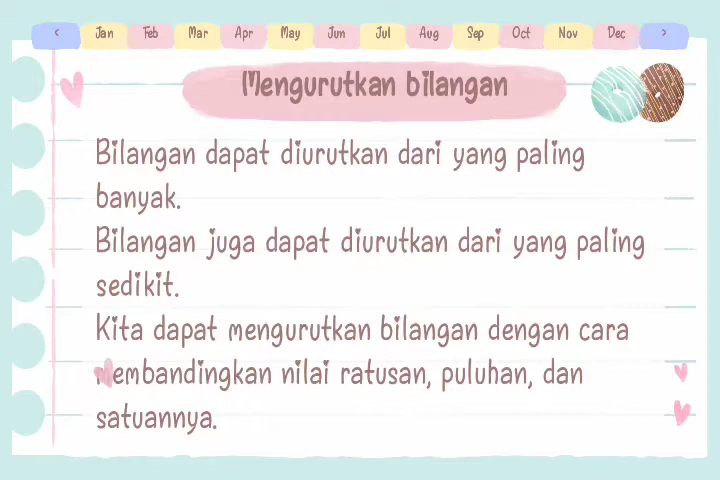 < Jan Feb Mar Apr May Jun Jul Aug Sep Oct Nov Dec >
Mengurutkan bilangan
Bilangan dapat diurutkan dari yang paling
banyak.
Bilangan juga dapat diurutkan dari yang paling
sedikit.
Kita dapat mengurutkan bilangan dengan cara
membandingkan nilai ratusan, puluhan, dan
satuannya.